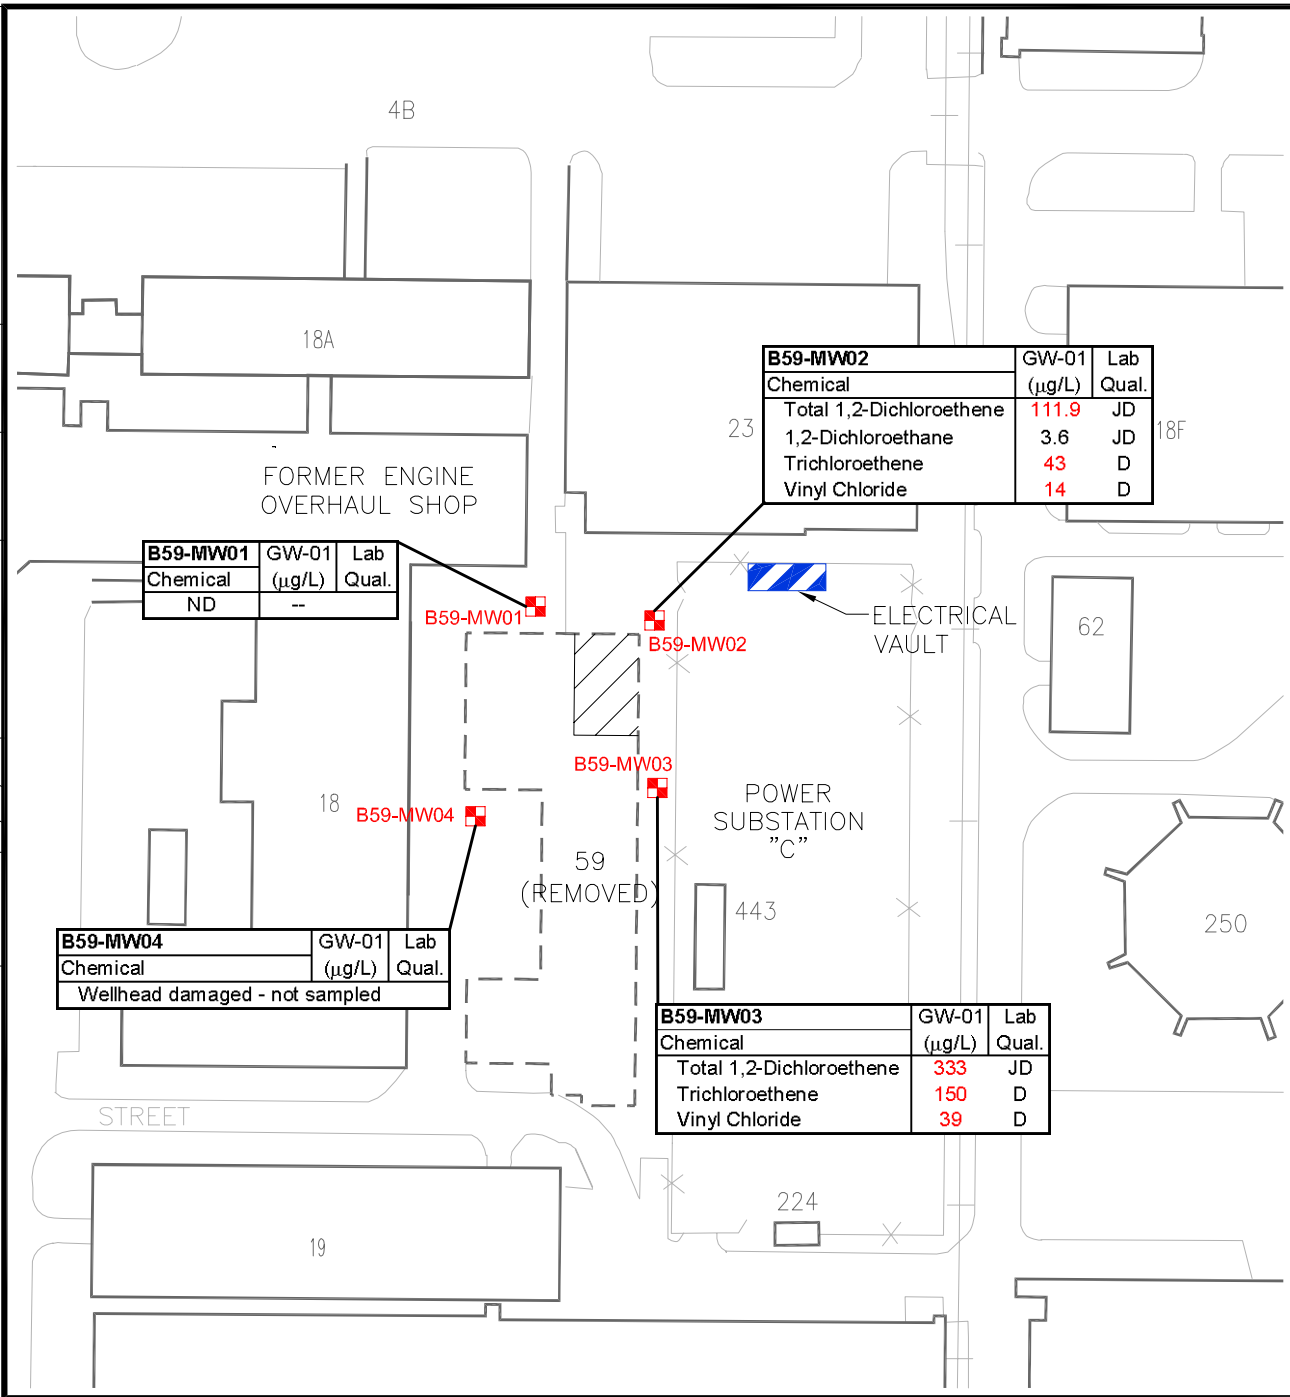 4B
18A
B59-MW02 GW-01 Lab
Chemical (µg/L) Qual.
Total 1,2-Dichloroethene 111.9 JD
1,2-Dichloroethane 3.6 JD
Trichloroethene 43 D
Vinyl Chloride 14 D
23
18F
FORMER ENGINE
OVERHAUL SHOP
B59-MW01 GW-01 Lab
Chemical (µg/L) Qual.
ND --
B59-MW01
B59-MW02
ELECTRICAL
VAULT
62
B59-MW03
POWER
SUBSTATION
"C"
18
B59-MW04
59
(REMOVED)
443
250
B59-MW04 GW-01 Lab
Chemical (µg/L) Qual.
Wellhead damaged - not sampled
B59-MW03 GW-01 Lab
Chemical (µg/L) Qual.
Total 1,2-Dichloroethene 333 JD
Trichloroethene 150 D
Vinyl Chloride 39 D
STREET
224
19